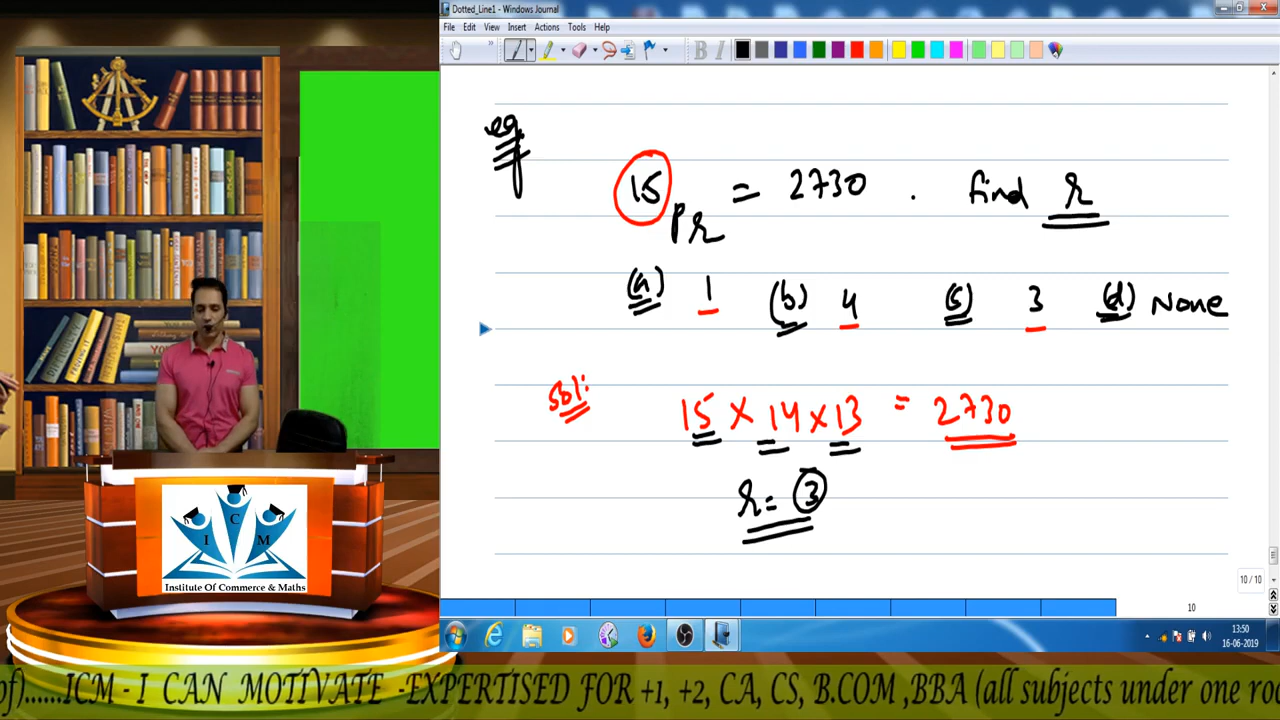 Dotted_Line1 - Windows Journal
File Edit View Insert Actions Tools Help
B I
eg
15
P r = 2730 . find r
(a) 1 (b) 4 (c) 3 (d) None
Sol:
15 × 14 × 13 = 2730
r = 3
10 / 10
10
I C M
Institute Of Commerce & Maths
13:50
16-06-2019
of)......ICM - I CAN MOTIVATE -EXPERTISED FOR +1, +2, CA, CS, B.COM ,BBA (all subjects under one roo